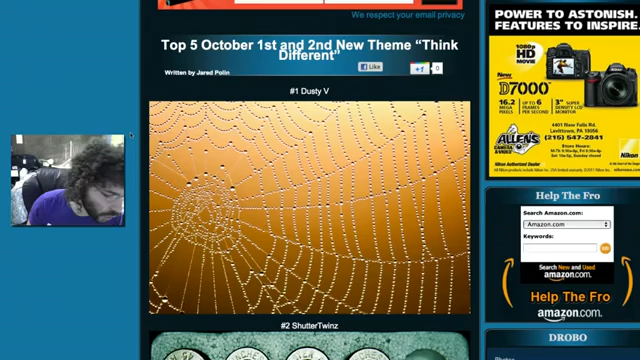 We respect your email privacy
Top 5 October 1st and 2nd New Theme “Think
Different”
Written by Jared Polin
Like
+1
0
#1 Dusty V
#2 ShutterTwinz
POWER TO ASTONISH.
FEATURES TO INSPIRE.
1080p
HD
MOVIE
New
D7000
16.2
MEGA
PIXELS
UP TO 6
FRAMES
PER SECOND
3"
SUPER
DENSITY
LCD MONITOR
ALLEN'S
CAMERA
4401 New Falls Rd.
Levittown, PA 19056
(215) 547-2841
Nikon
Help The Fro
Search Amazon.com:
Amazon.com
Keywords:
Search New and Used
amazon.com.
Help The Fro
amazon.com.
DROBO